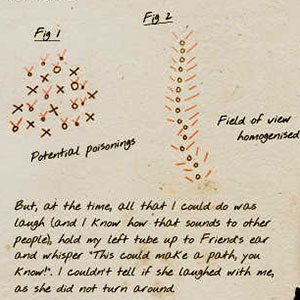 Fig 1
Fig 2
Potential poisonings
Field of view
homogenised
But, at the time, all that I could do was
laugh (and I know how that sounds to other
people), hold my left tube up to Friend's ear
and whisper "This could make a path, you
know!". I couldn't tell if she laughed with me,
as she did not turn around.